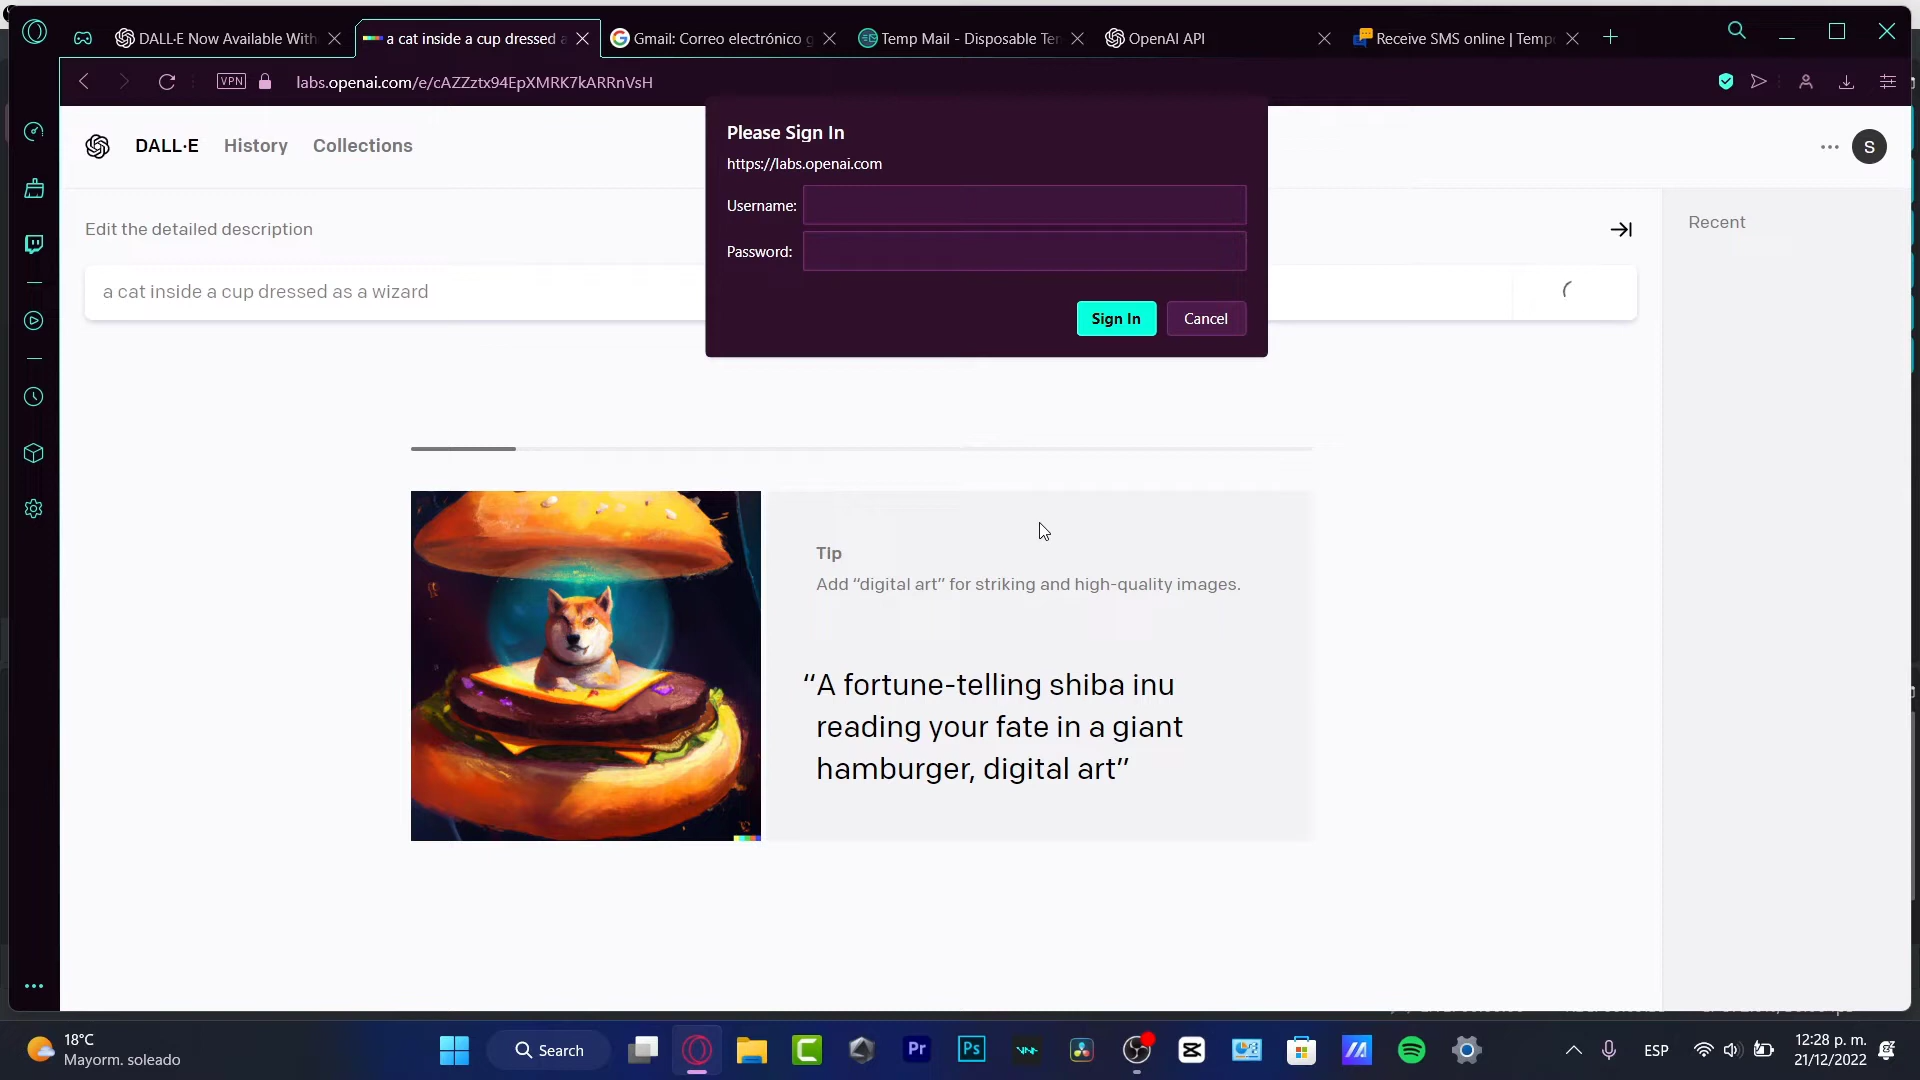 DALL·E Now Available With
a cat inside a cup dressed a
Gmail: Correo electrónico g
Temp Mail - Disposable Ten
OpenAI API
Receive SMS online | Tempo
VPN
labs.openai.com/e/cAZZztx94EpXMRK7kARRnVsH
DALL·E
History
Collections
S
Please Sign In
https://labs.openai.com
Username:
Password:
Sign In
Cancel
Edit the detailed description
a cat inside a cup dressed as a wizard
Recent
Tip
Add “digital art” for striking and high-quality images.
“A fortune-telling shiba inu
reading your fate in a giant
hamburger, digital art”
18°C
Mayorm. soleado
Search
Pr
Ps
ESP
12:28 p. m.
21/12/2022